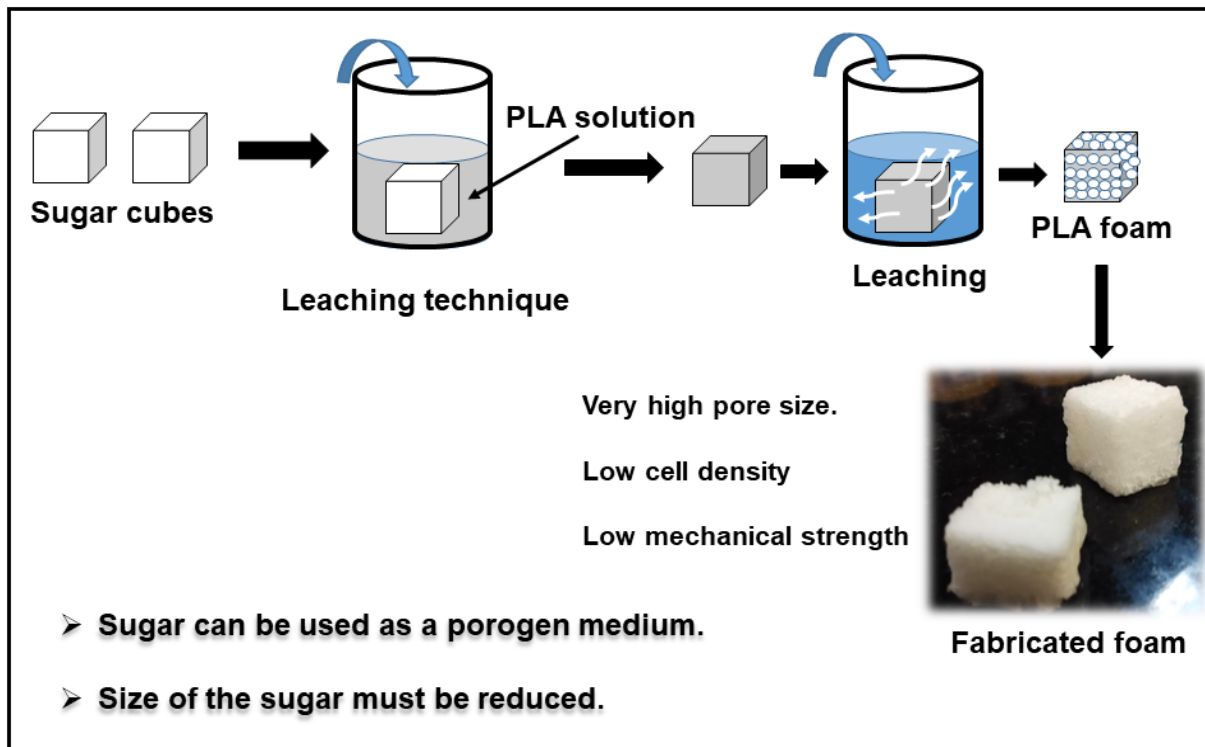 PLA solution
Sugar cubes
Leaching technique
Leaching
PLA foam
Very high pore size.
Low cell density
Low mechanical strength
Fabricated foam
➢ Sugar can be used as a porogen medium.
➢ Size of the sugar must be reduced.